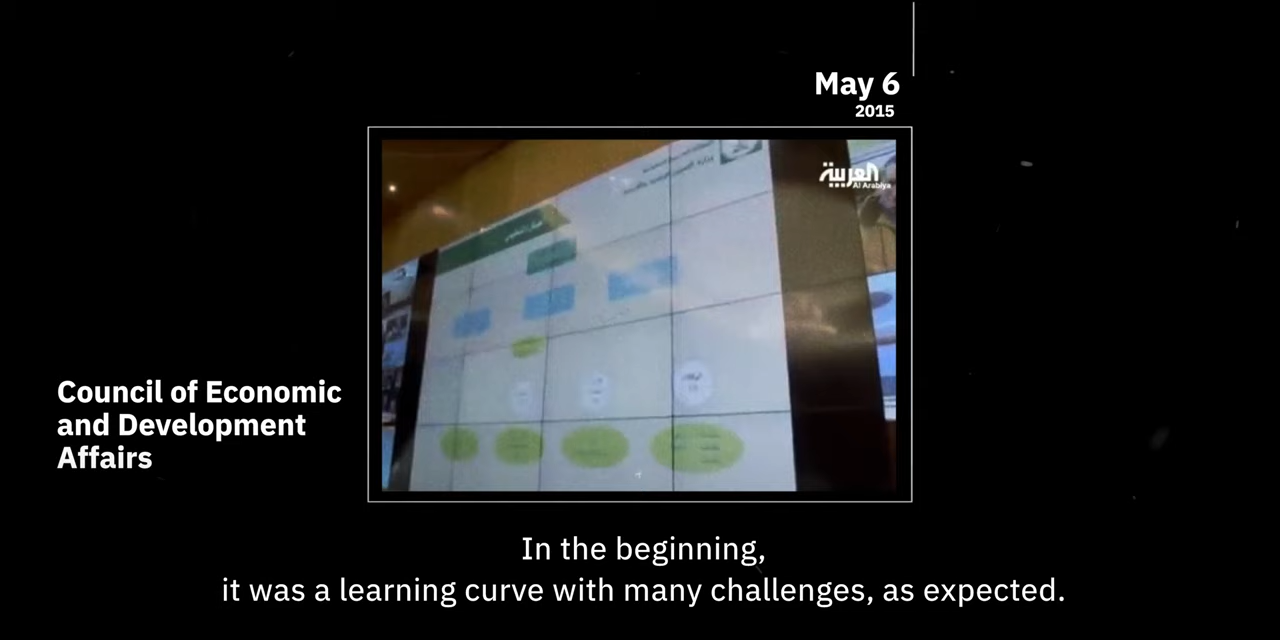 May 6
2015
العربية
Al Arabiya
Council of Economic
and Development
Affairs
In the beginning,
it was a learning curve with many challenges, as expected.